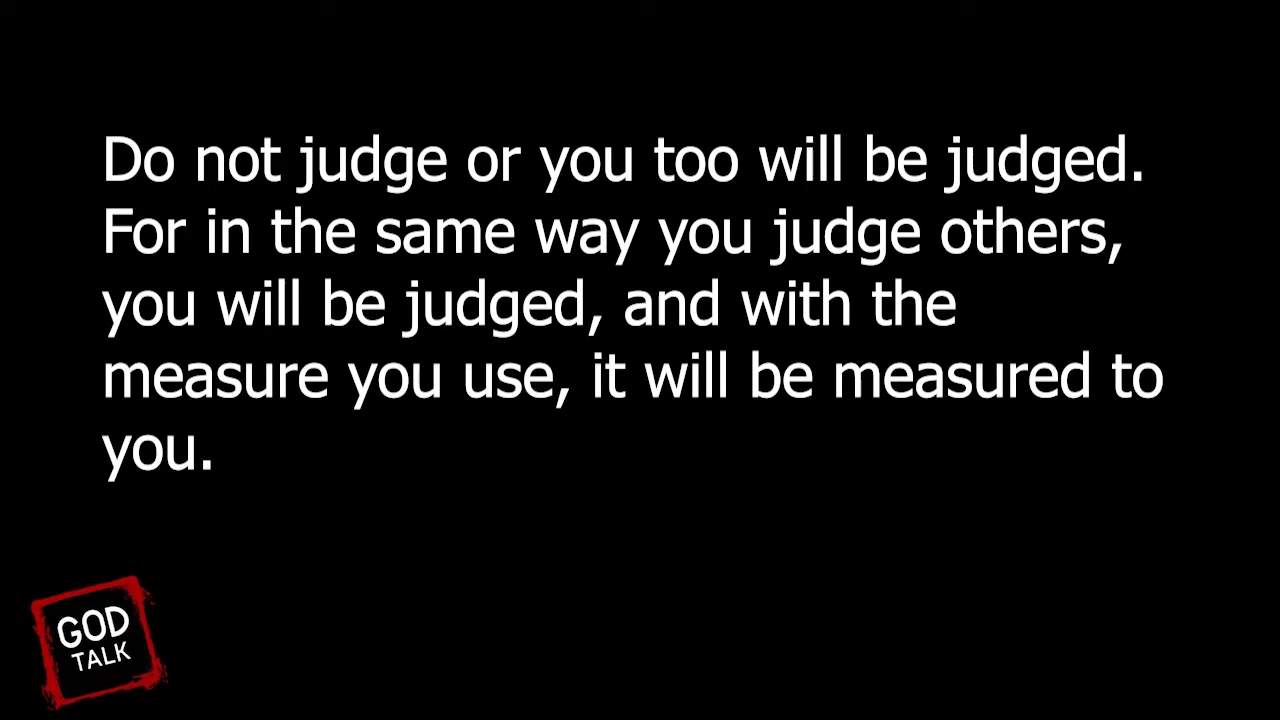 Do not judge or you too will be judged.
For in the same way you judge others,
you will be judged, and with the
measure you use, it will be measured to
you.
GOD
TALK